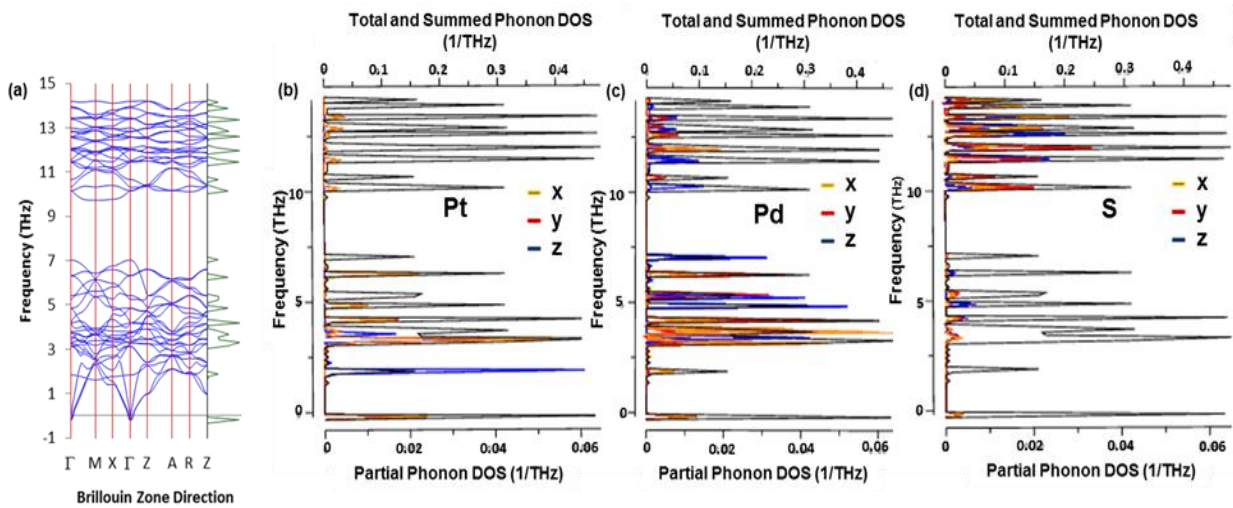 Total and Summed Phonon DOS
(1/THz)
Total and Summed Phonon DOS
(1/THz)
Total and Summed Phonon DOS
(1/THz)
0 0.1 0.2 0.3 0.4
0 0.1 0.2 0.3 0.4
0 0.1 0.2 0.3 0.4
(a)
15
13
11
9
7
5
3
1
-1
Frequency (THz)
Γ M X Γ Z A R Z
Brillouin Zone Direction
(b)
10
5
0
Frequency (THz)
Pt
x
y
z
0 0.02 0.04 0.06
Partial Phonon DOS (1/THz)
(c)
10
5
0
Frequency (THz)
Pd
x
y
z
0 0.02 0.04 0.06
Partial Phonon DOS (1/THz)
(d)
10
5
0
Frequency (THz)
S
x
y
z
0 0.02 0.04 0.06
Partial Phonon DOS (1/THz)